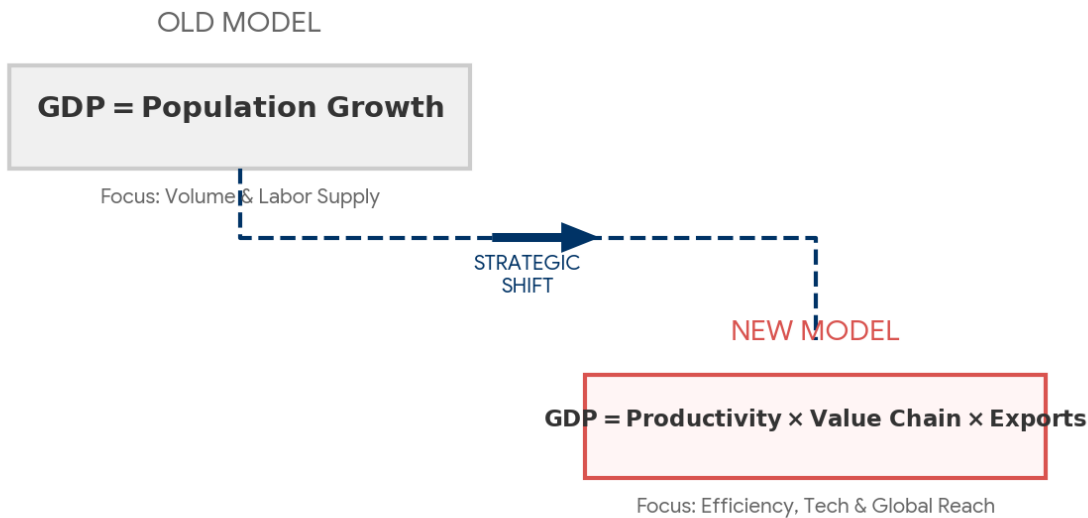 OLD MODEL
GDP = Population Growth
Focus: Volume & Labor Supply
STRATEGIC
SHIFT
NEW MODEL
GDP = Productivity × Value Chain × Exports
Focus: Efficiency, Tech & Global Reach